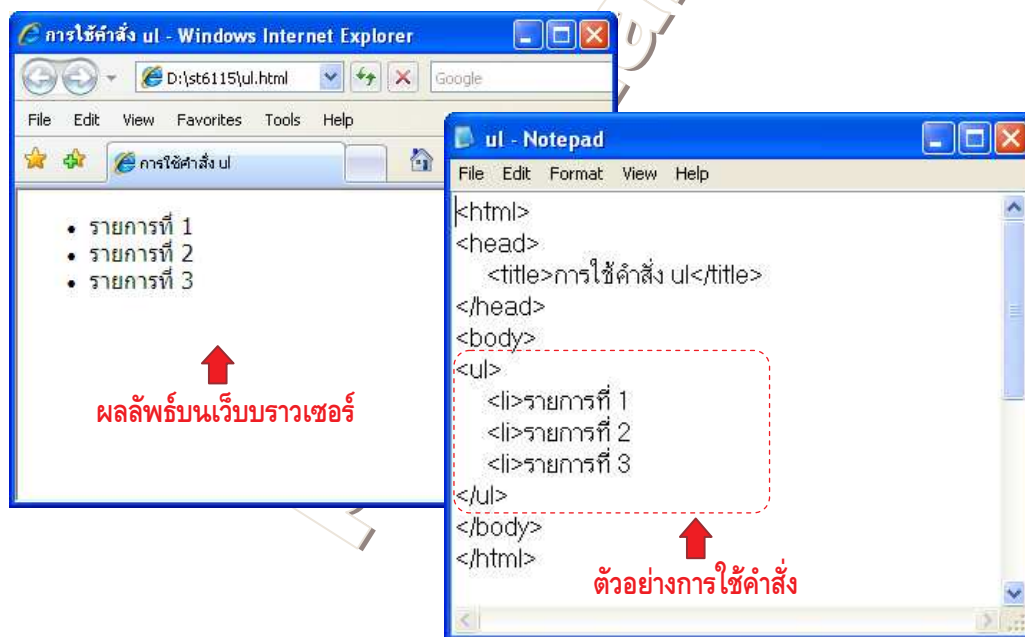 การใช้คำสั่ง ul - Windows Internet Explorer
D:\st6115\ul.html
Google
File Edit View Favorites Tools Help
การใช้คำสั่ง ul
• รายการที่ 1
• รายการที่ 2
• รายการที่ 3
ผลลัพธ์บนเว็บบราวเซอร์
ul - Notepad
File Edit Format View Help
<html>
<head>
<title>การใช้คำสั่ง ul</title>
</head>
<body>
<ul>
<li>รายการที่ 1
<li>รายการที่ 2
<li>รายการที่ 3
</ul>
</body>
</html>
ตัวอย่างการใช้คำสั่ง